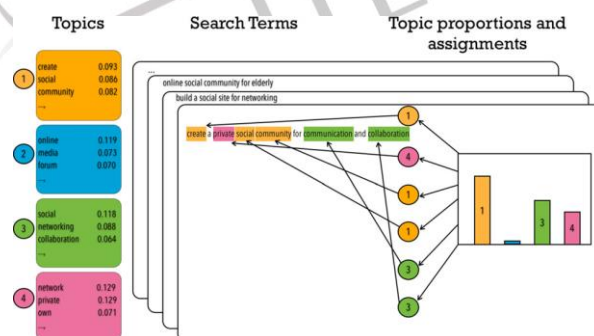 Topics
Search Terms
Topic proportions and
assignments
1
create 0.093
social 0.086
community 0.082
...
2
online 0.119
media 0.073
forum 0.070
...
3
social 0.118
networking 0.088
collaboration 0.064
...
4
network 0.129
private 0.129
own 0.071
...
...
online social community for elderly
build a social site for networking
create a private social community for communication and collaboration
1
4
1
1
3
3
1
3
4